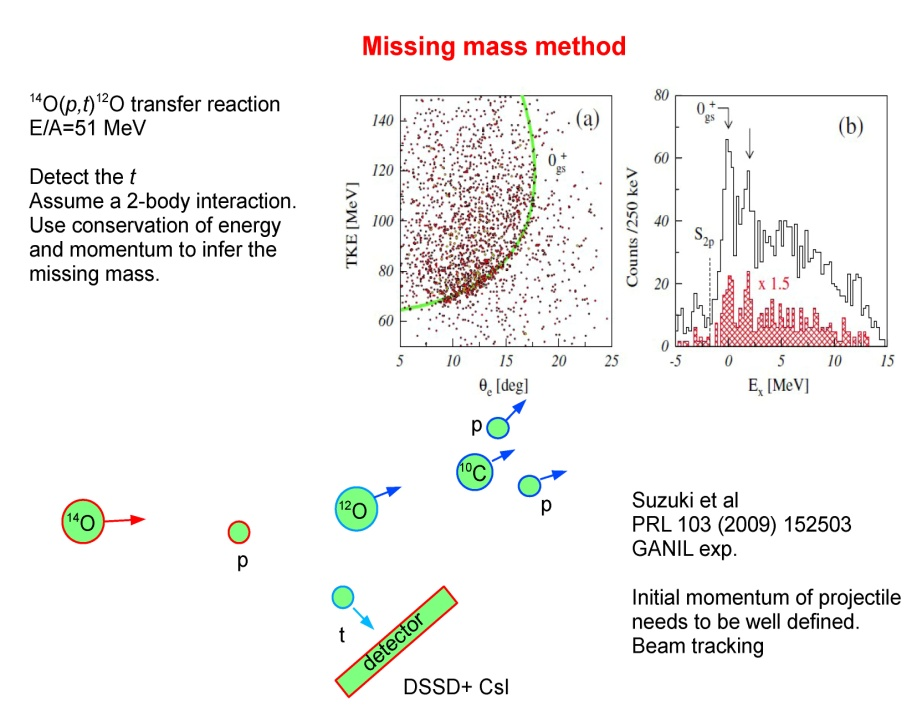 Missing mass method
¹⁴O(p,t)¹²O transfer reaction
E/A=51 MeV
Detect the t
Assume a 2-body interaction.
Use conservation of energy
and momentum to infer the
missing mass.
TKE [MeV]
140
120
100
80
60
5
10
15
20
25
θe [deg]
(a)
0⁺gs
Counts /250 keV
80
60
40
20
0
-5
0
5
10
15
Ex [MeV]
0⁺gs
(b)
S2p
x 1.5
p
¹⁰C
p
¹²O
¹⁴O
p
t
detector
DSSD+ CsI
Suzuki et al
PRL 103 (2009) 152503
GANIL exp.
Initial momentum of projectile
needs to be well defined.
Beam tracking